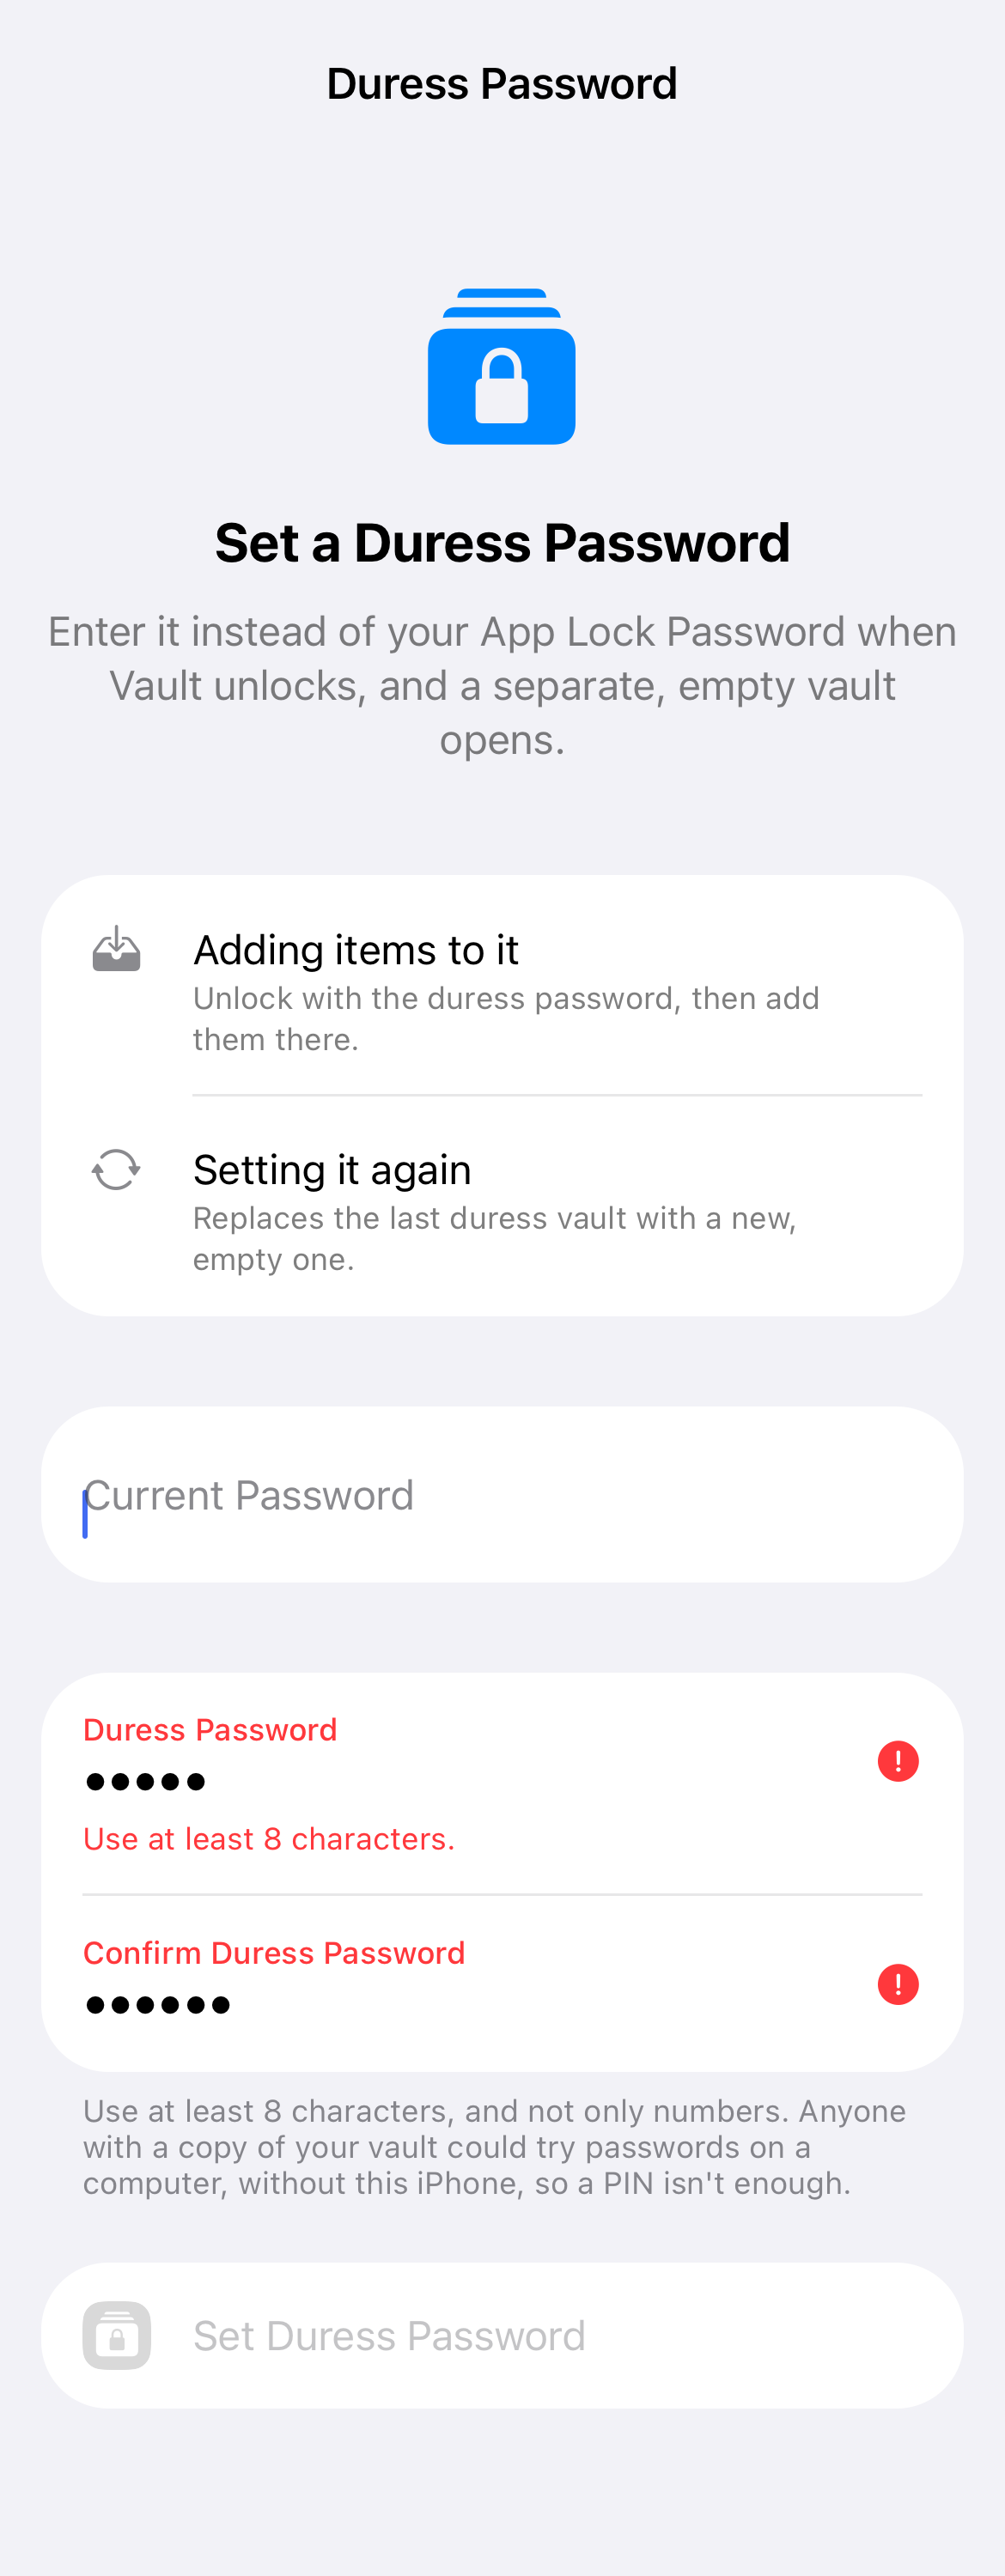 Duress Password
Set a Duress Password
Enter it instead of your App Lock Password when
Vault unlocks, and a separate, empty vault
opens.
Adding items to it
Unlock with the duress password, then add
them there.
Setting it again
Replaces the last duress vault with a new,
empty one.
Current Password
Duress Password
●●●●●
Use at least 8 characters.
Confirm Duress Password
●●●●●●
Use at least 8 characters, and not only numbers. Anyone
with a copy of your vault could try passwords on a
computer, without this iPhone, so a PIN isn't enough.
Set Duress Password